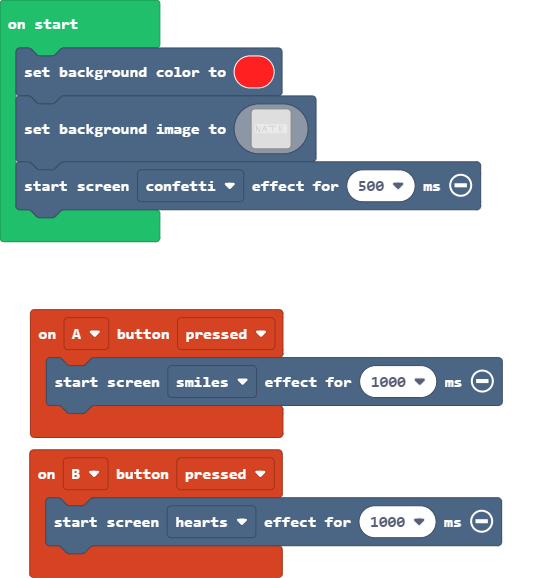 on start
set background color to
set background image to NATE
start screen confetti effect for 500 ms
on A button pressed
start screen smiles effect for 1000 ms
on B button pressed
start screen hearts effect for 1000 ms